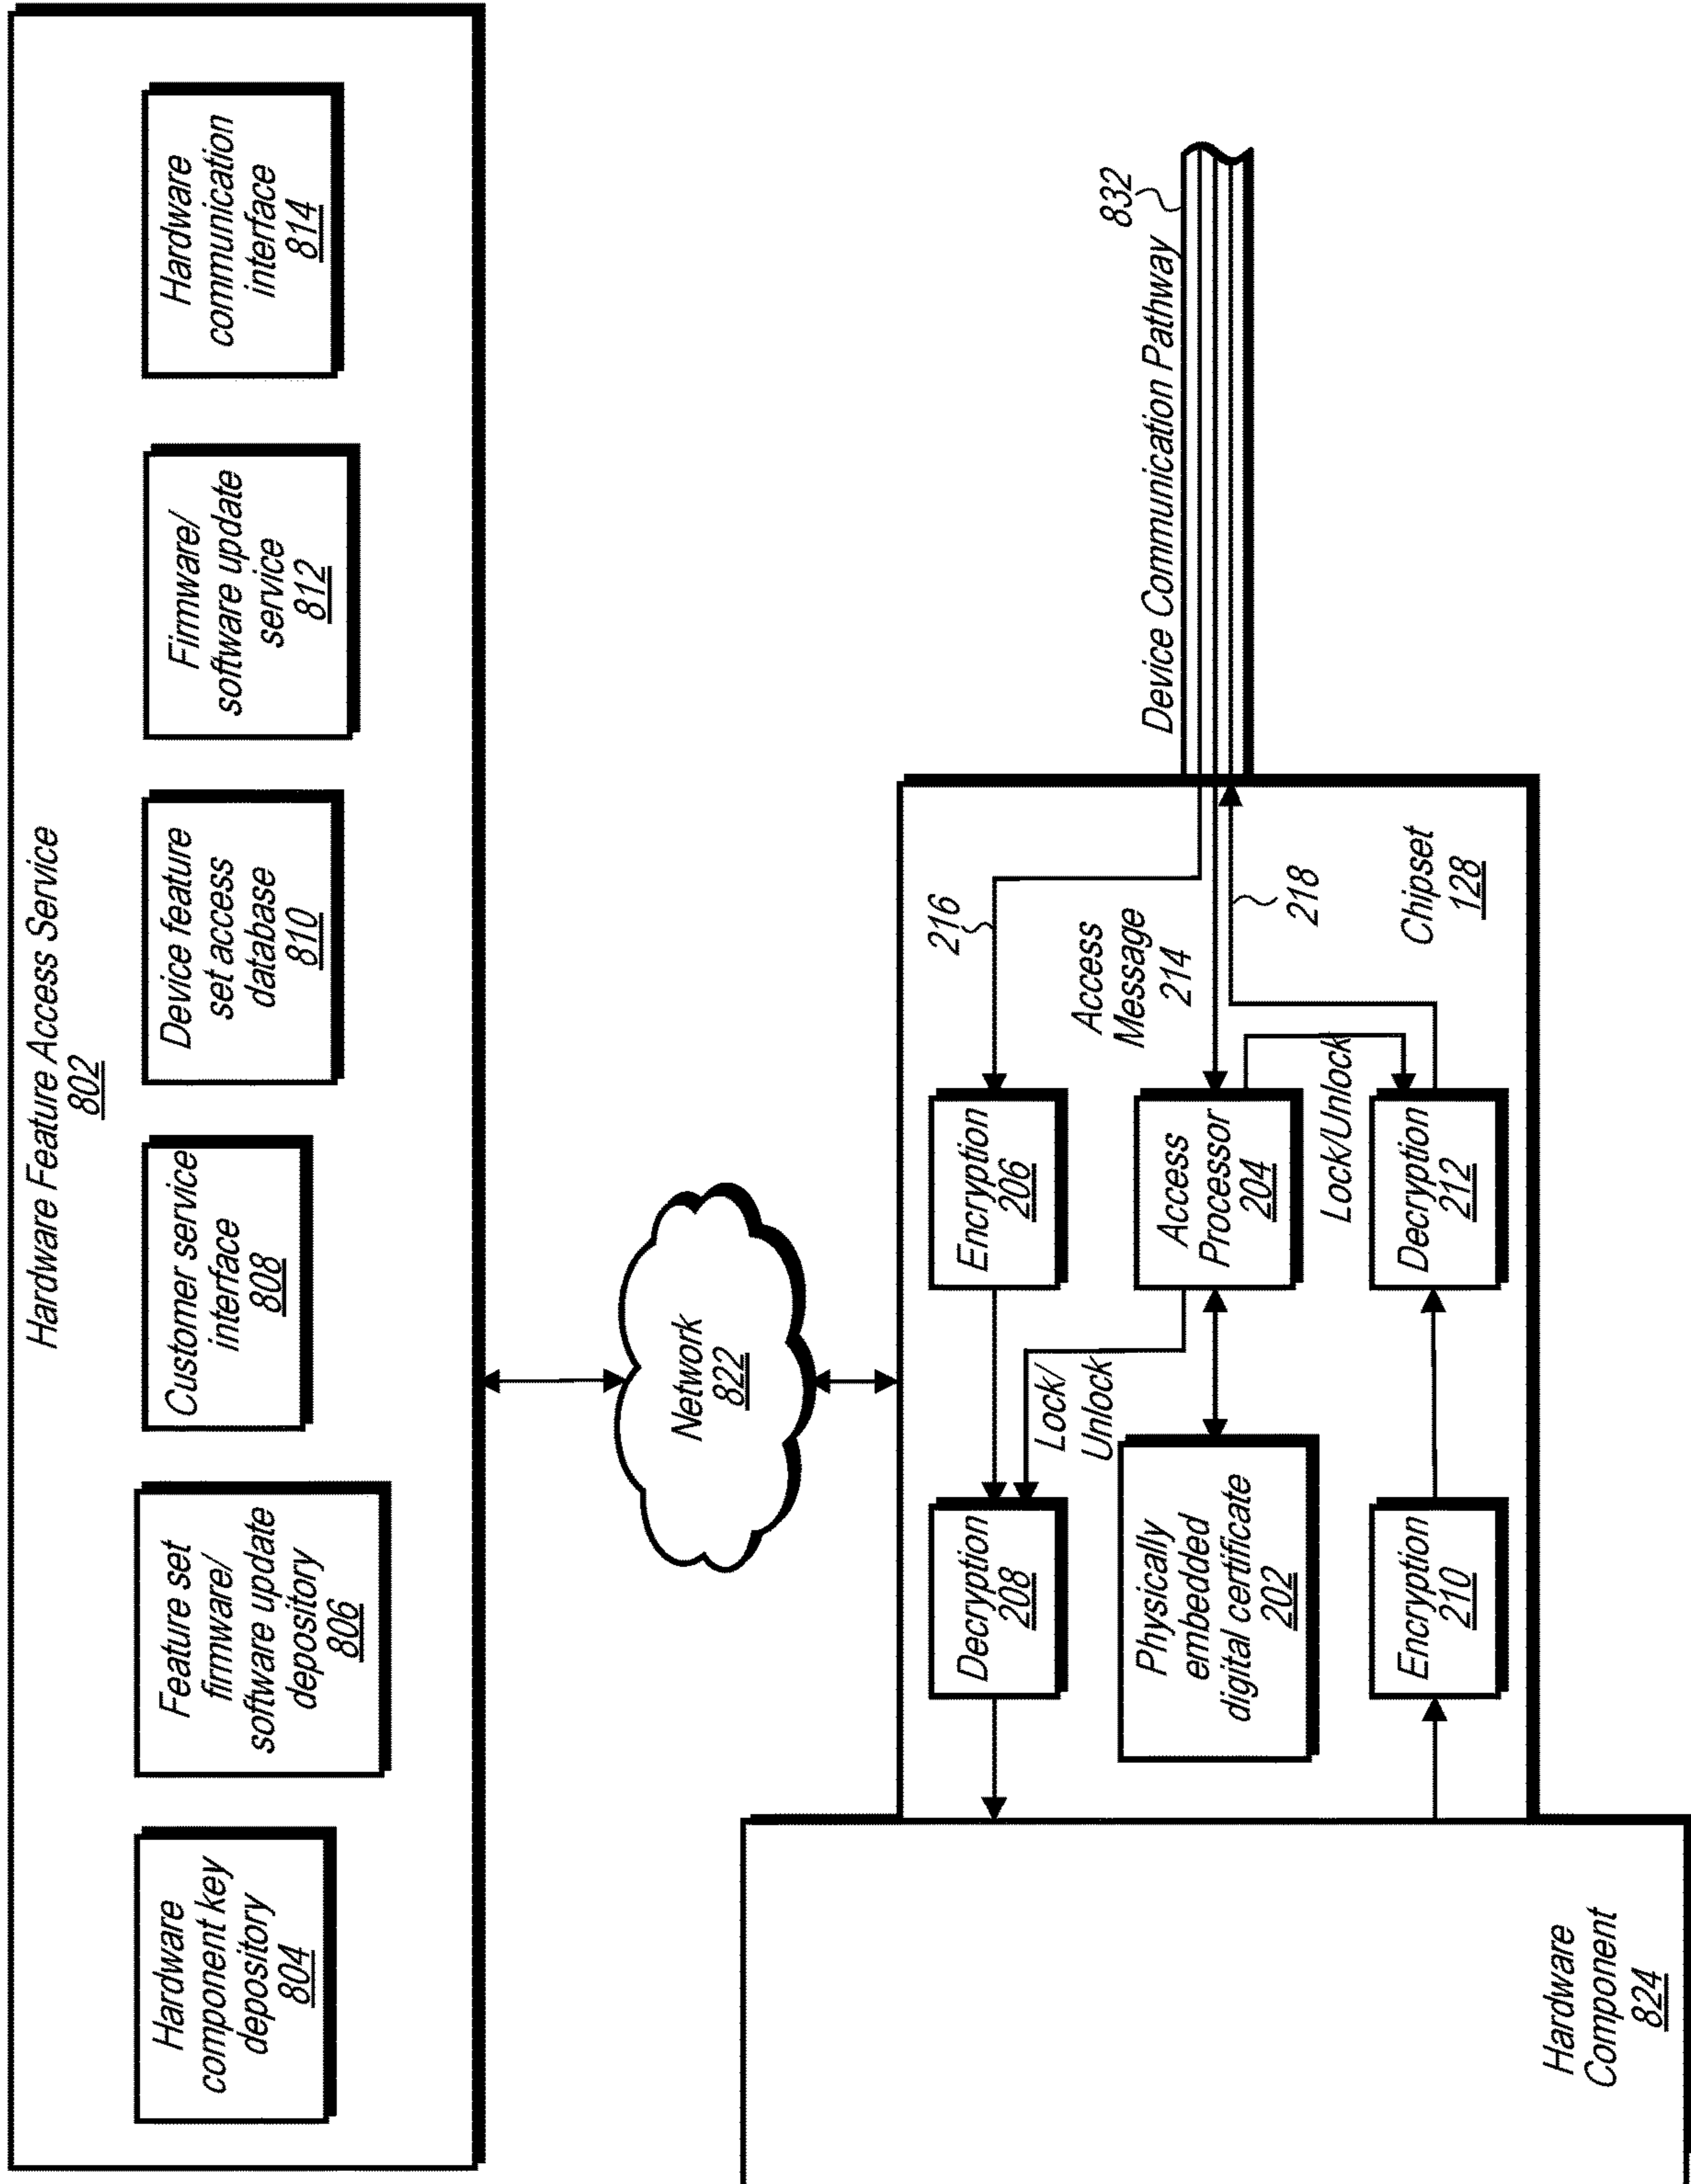 Hardware Feature Access Service
802
Hardware
component key
depository
804
Feature set
firmware/
software update
depository
806
Customer service
interface
808
Device feature
set access
database
810
Firmware/
software update
service
812
Hardware
communication
interface
814
Network
822
Decryption
208
Lock/
Unlock
Encryption
206
216
Physically
embedded
digital certificate
202
Access
Processor
204
Access
Message
214
Device Communication Pathway
832
Lock/Unlock
Encryption
210
Decryption
212
218
Chipset
128
Hardware
Component
824